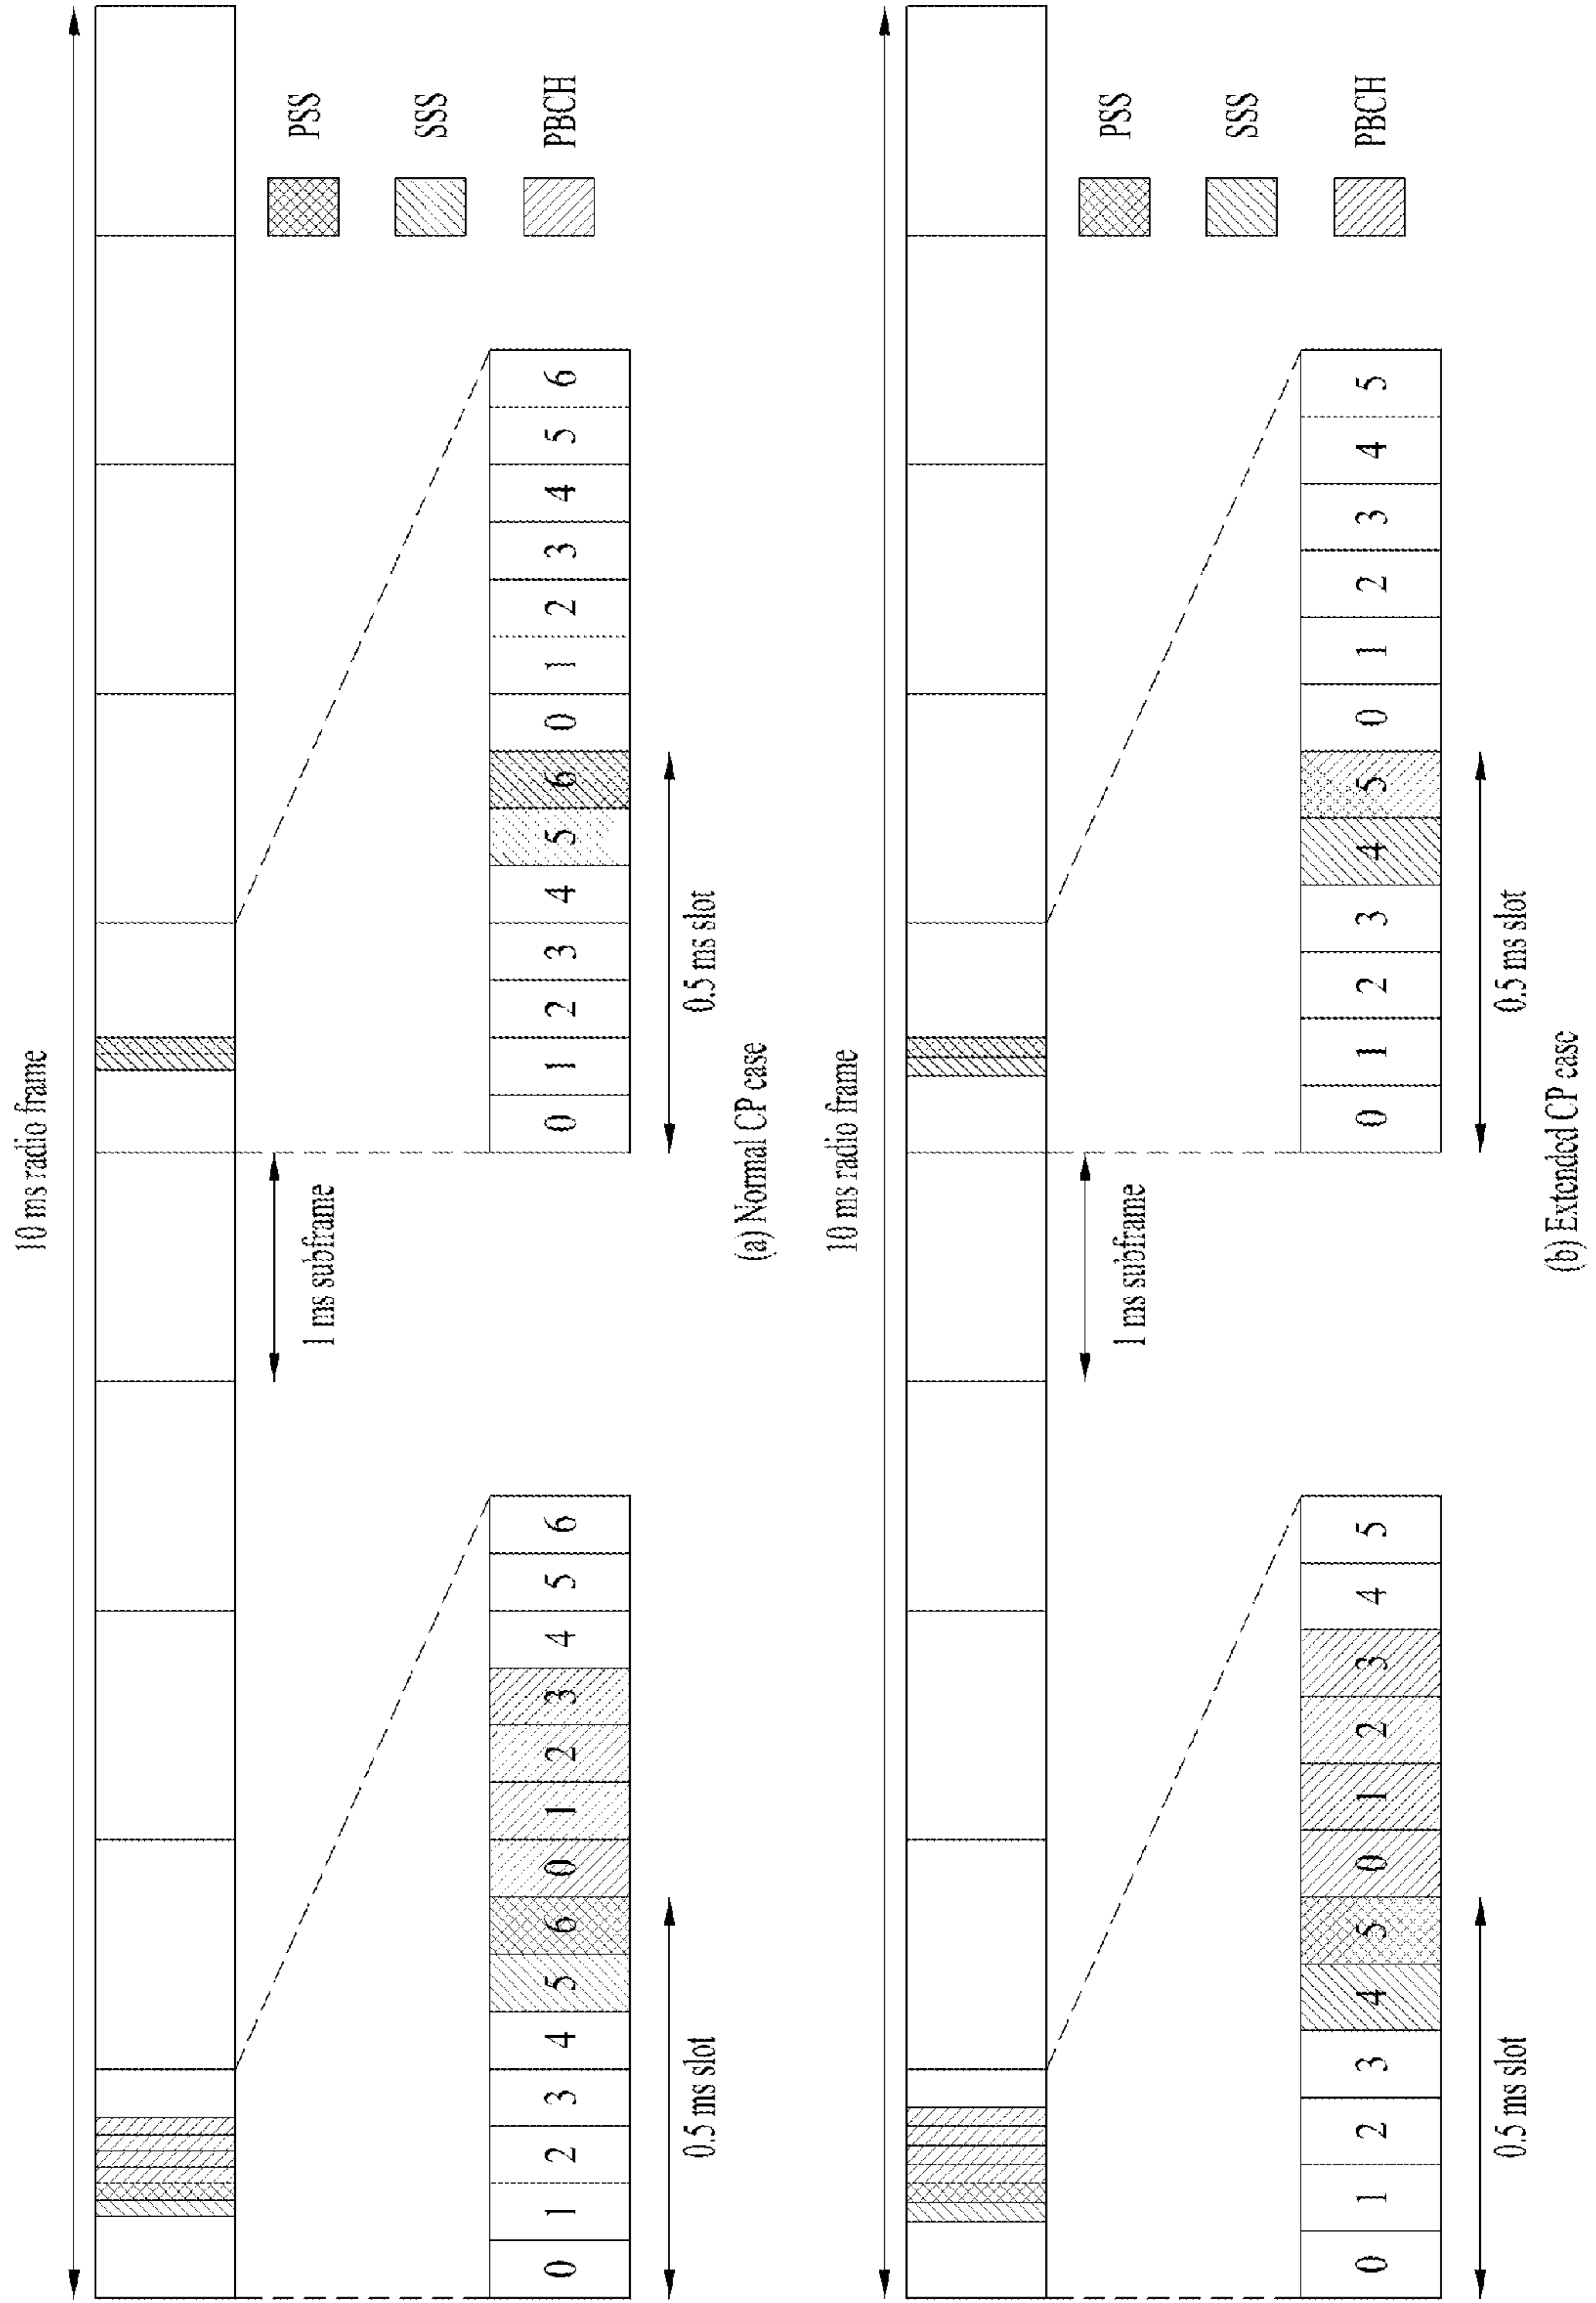 10 ms radio frame
1 ms subframe
PSS
SSS
PBCH
0 1 2 3 4 5 6 0 1 2 3 4 5 6
0 1 2 3 4 5 6 0 1 2 3 4 5 6
0.5 ms slot
0.5 ms slot
(a) Normal CP case
10 ms radio frame
1 ms subframe
PSS
SSS
PBCH
0 1 2 3 4 5 0 1 2 3 4 5
0 1 2 3 4 5 0 1 2 3 4 5
0.5 ms slot
0.5 ms slot
(b) Extended CP case